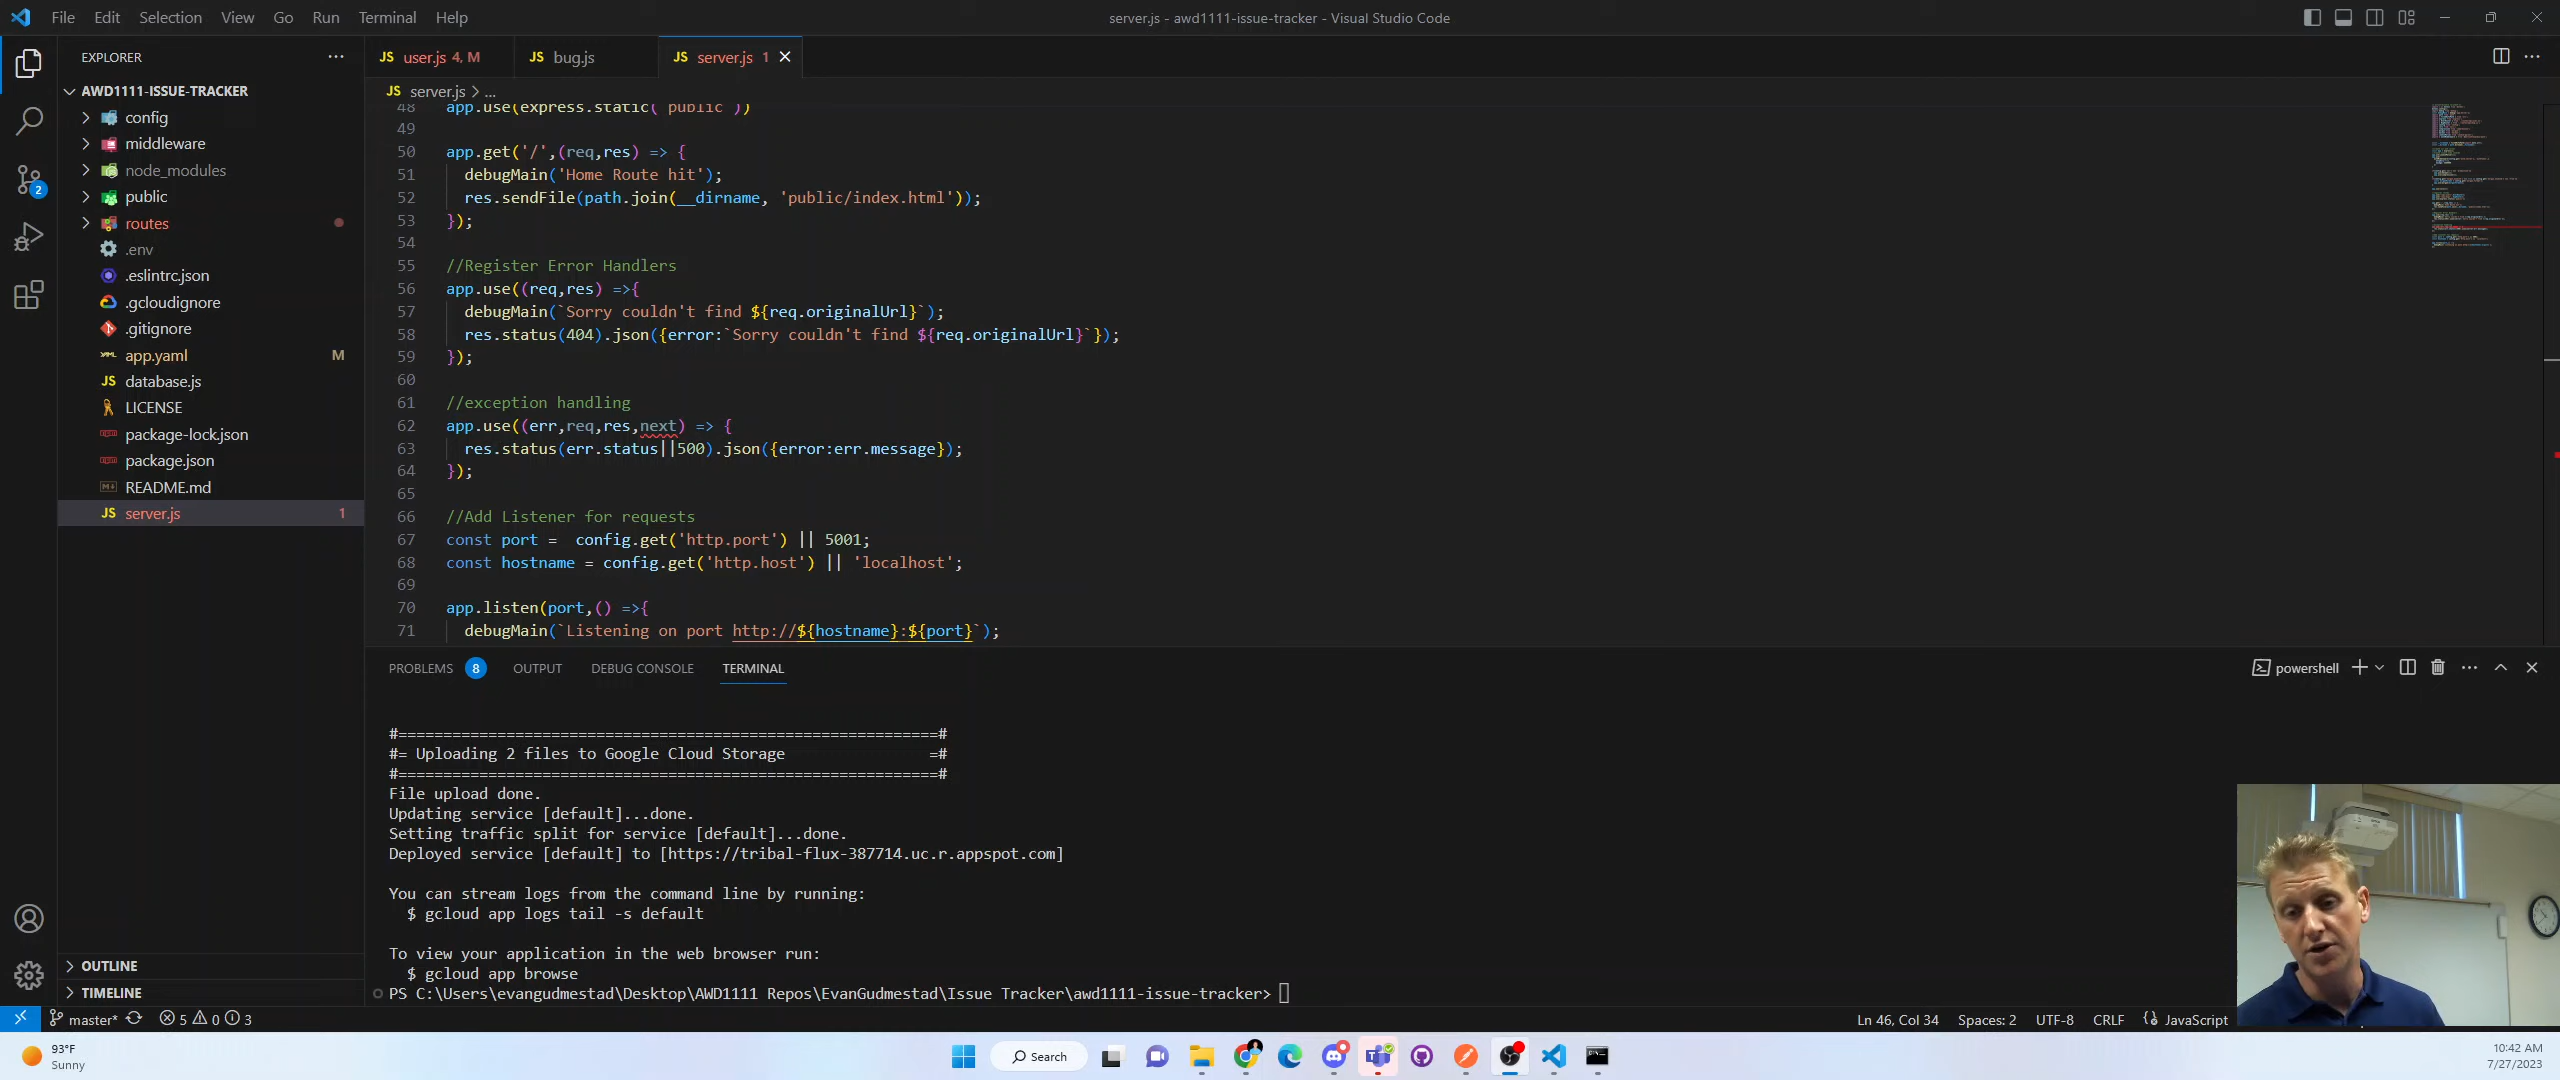 File Edit Selection View Go Run Terminal Help
server.js - awd1111-issue-tracker - Visual Studio Code
EXPLORER
AWD1111-ISSUE-TRACKER
config
middleware
node_modules
public
routes
.env
.eslintrc.json
.gcloudignore
.gitignore
app.yaml M
database.js
LICENSE
package-lock.json
package.json
README.md
server.js 1
OUTLINE
TIMELINE
JS user.js 4, M
JS bug.js
JS server.js 1
JS server.js > ...
48 app.use(express.static('public'))
49
50 app.get('/',(req,res) => {
51 debugMain('Home Route hit');
52 res.sendFile(path.join(__dirname, 'public/index.html'));
53 });
54
55 //Register Error Handlers
56 app.use((req,res) =>{
57 debugMain(`Sorry couldn't find ${req.originalUrl}`);
58 res.status(404).json({error:`Sorry couldn't find ${req.originalUrl}`});
59 });
60
61 //exception handling
62 app.use((err,req,res,next) => {
63 res.status(err.status||500).json({error:err.message});
64 });
65
66 //Add Listener for requests
67 const port =  config.get('http.port') || 5001;
68 const hostname = config.get('http.host') || 'localhost';
69
70 app.listen(port,() =>{
71 debugMain(`Listening on port http://${hostname}:${port}`);
PROBLEMS 8 OUTPUT DEBUG CONSOLE TERMINAL
powershell
#============================================================#
#= Uploading 2 files to Google Cloud Storage                =#
#============================================================#
File upload done.
Updating service [default]...done.
Setting traffic split for service [default]...done.
Deployed service [default] to [https://tribal-flux-387714.uc.r.appspot.com]
You can stream logs from the command line by running:
$ gcloud app logs tail -s default
To view your application in the web browser run:
$ gcloud app browse
PS C:\Users\evangudmestad\Desktop\AWD1111 Repos\EvanGudmestad\Issue Tracker\awd1111-issue-tracker>
master* 5 0 3
Ln 46, Col 34 Spaces: 2 UTF-8 CRLF JavaScript
93°F
Sunny
Search
10:42 AM
7/27/2023